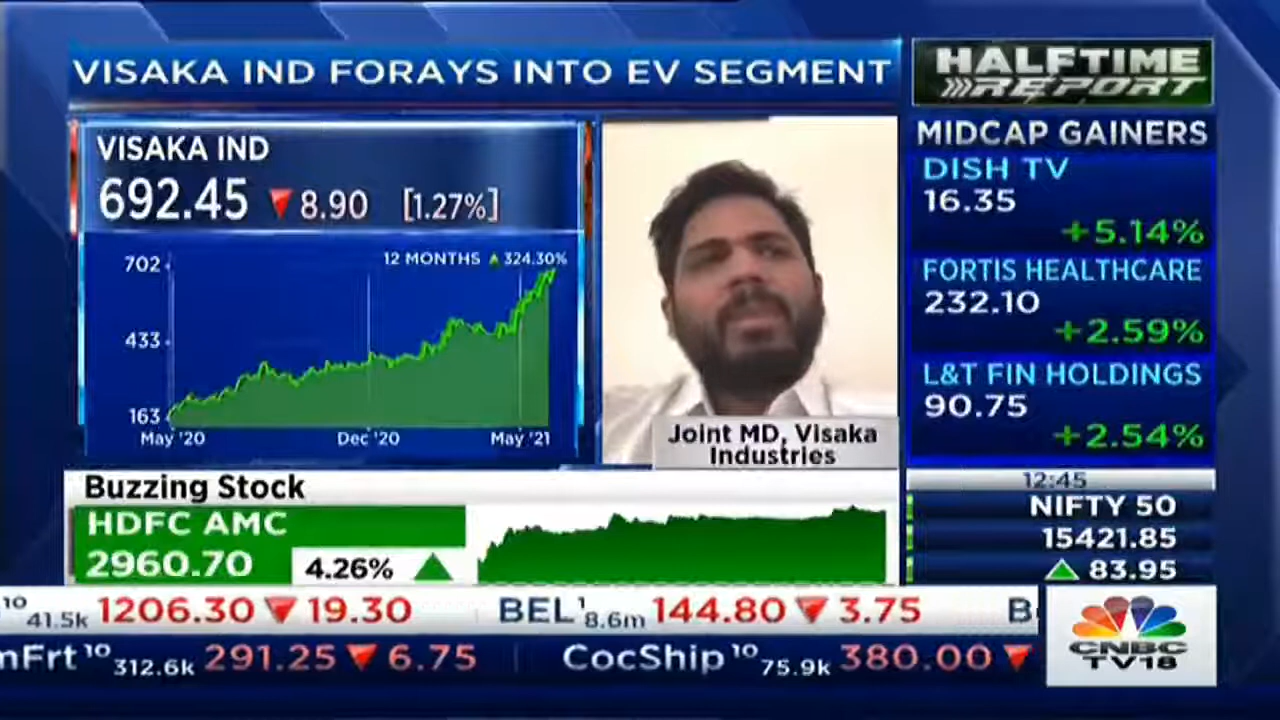 VISAKA IND FORAYS INTO EV SEGMENT
HALFTIME
REPORT
VISAKA IND
692.45 ▼ 8.90 [1.27%]
12 MONTHS ▲ 324.30%
702
433
163
May '20 Dec '20 May '21
Joint MD, Visaka
Industries
MIDCAP GAINERS
DISH TV
16.35
+5.14%
FORTIS HEALTHCARE
232.10
+2.59%
L&T FIN HOLDINGS
90.75
+2.54%
12:45
NIFTY 50
15421.85
▲ 83.95
Buzzing Stock
HDFC AMC
2960.70 4.26% ▲
10 41.5k 1206.30 ▼ 19.30 BEL 1 8.6m 144.80 ▼ 3.75 B
mFrt 10 312.6k 291.25 ▼ 6.75 CocShip 10 75.9k 380.00 ▼
CNBC
TV18